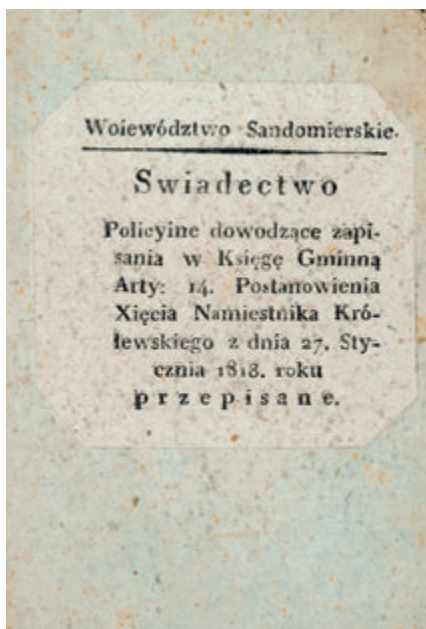 Woiewództwo Sandomierskie.
Swiadectwo
Policyine dowodzące zapi-
sania w Księgę Gminną
Arty: 14. Postanowienia
Xięcia Namiestnika Kró-
lewskiego z dnia 27. Sty-
cznia 1818. roku
przepisane.